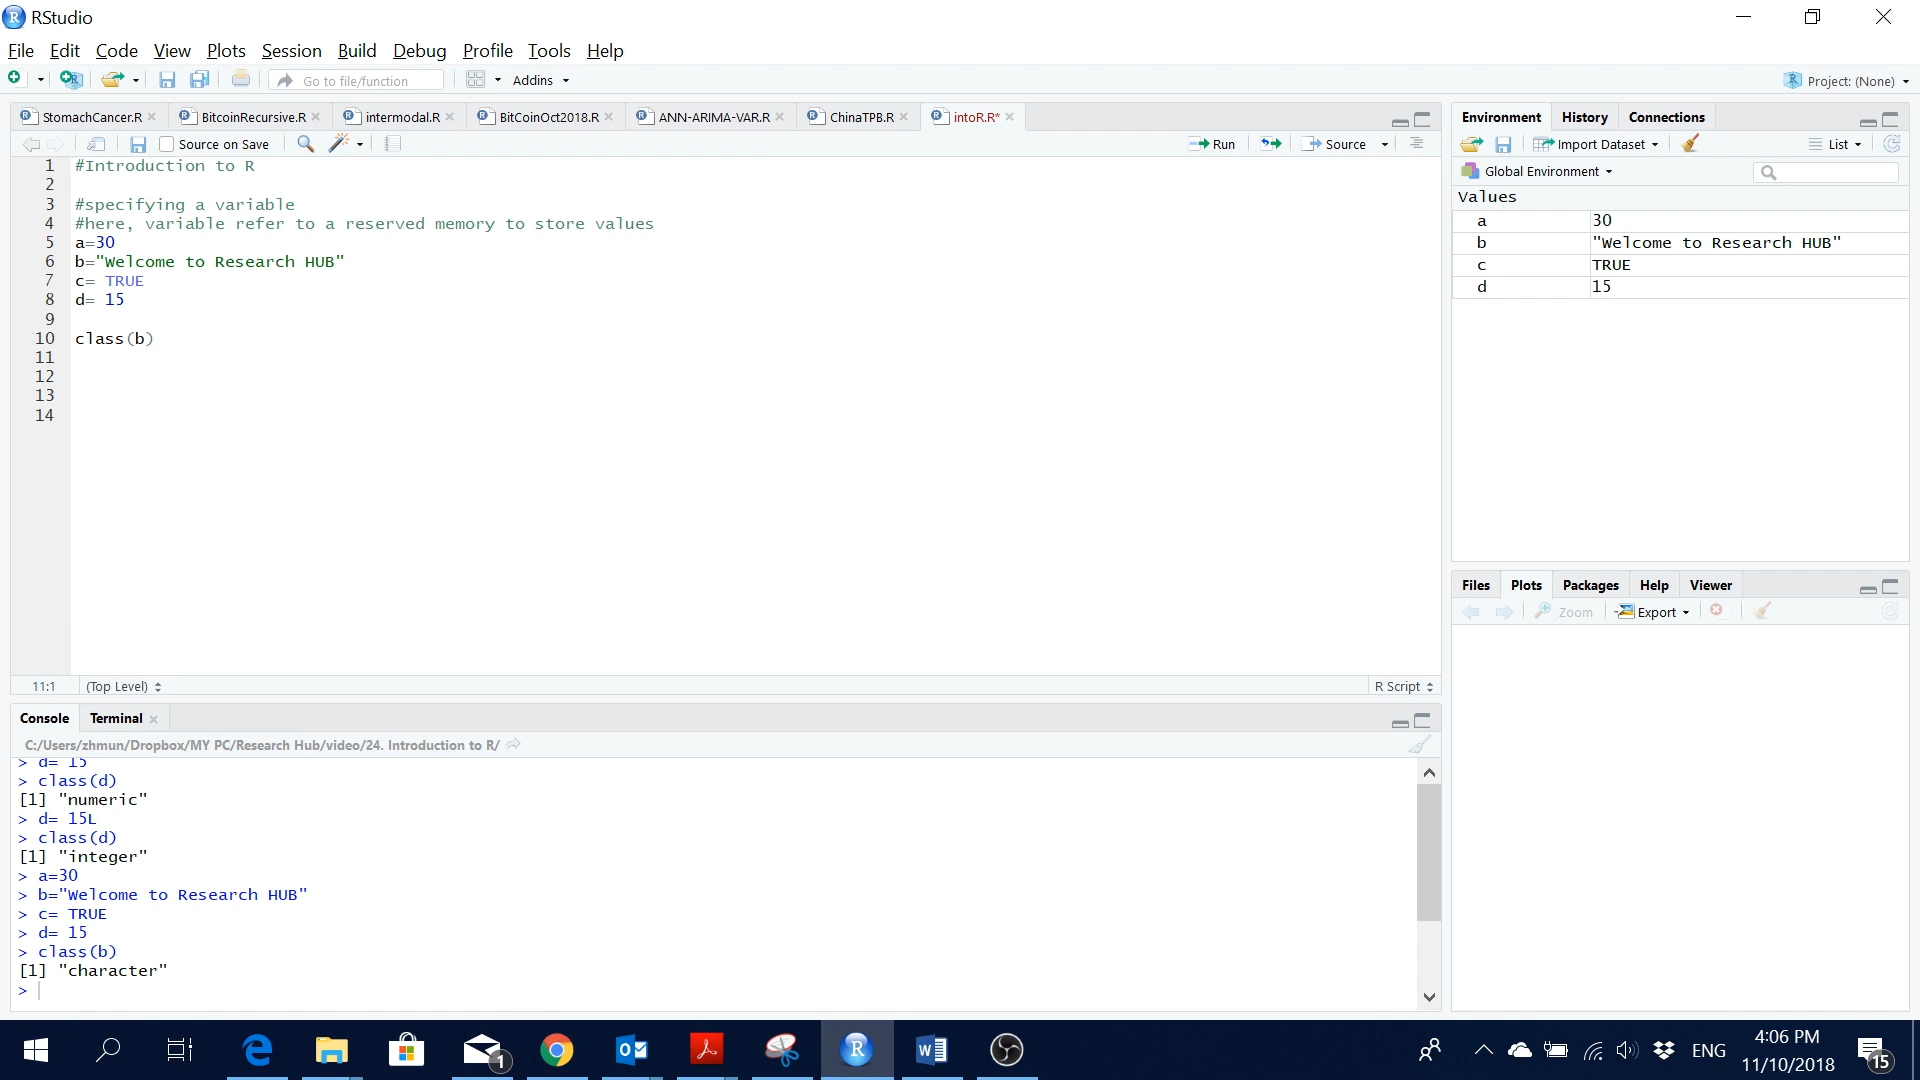 RStudio
File Edit Code View Plots Session Build Debug Profile Tools Help
Go to file/function Addins Project: (None)
StomachCancer.R BitcoinRecursive.R intermodal.R BitCoinOct2018.R ANN-ARIMA-VAR.R ChinaTPB.R intoR.R*
Source on Save Run Source
1 #Introduction to R
2
3 #specifying a variable
4 #here, variable refer to a reserved memory to store values
5 a=30
6 b="Welcome to Research HUB"
7 c= TRUE
8 d= 15
9
10 class(b)
11
12
13
14
11:1 (Top Level) R Script
Console Terminal
C:/Users/zhmun/Dropbox/MY PC/Research Hub/video/24. Introduction to R/
> d= 15
> class(d)
[1] "numeric"
> d= 15L
> class(d)
[1] "integer"
> a=30
> b="Welcome to Research HUB"
> c= TRUE
> d= 15
> class(b)
[1] "character"
>
Environment History Connections
Import Dataset List
Global Environment
Values
a 30
b "Welcome to Research HUB"
c TRUE
d 15
Files Plots Packages Help Viewer
Zoom Export
1 ENG 4:06 PM
11/10/2018 15